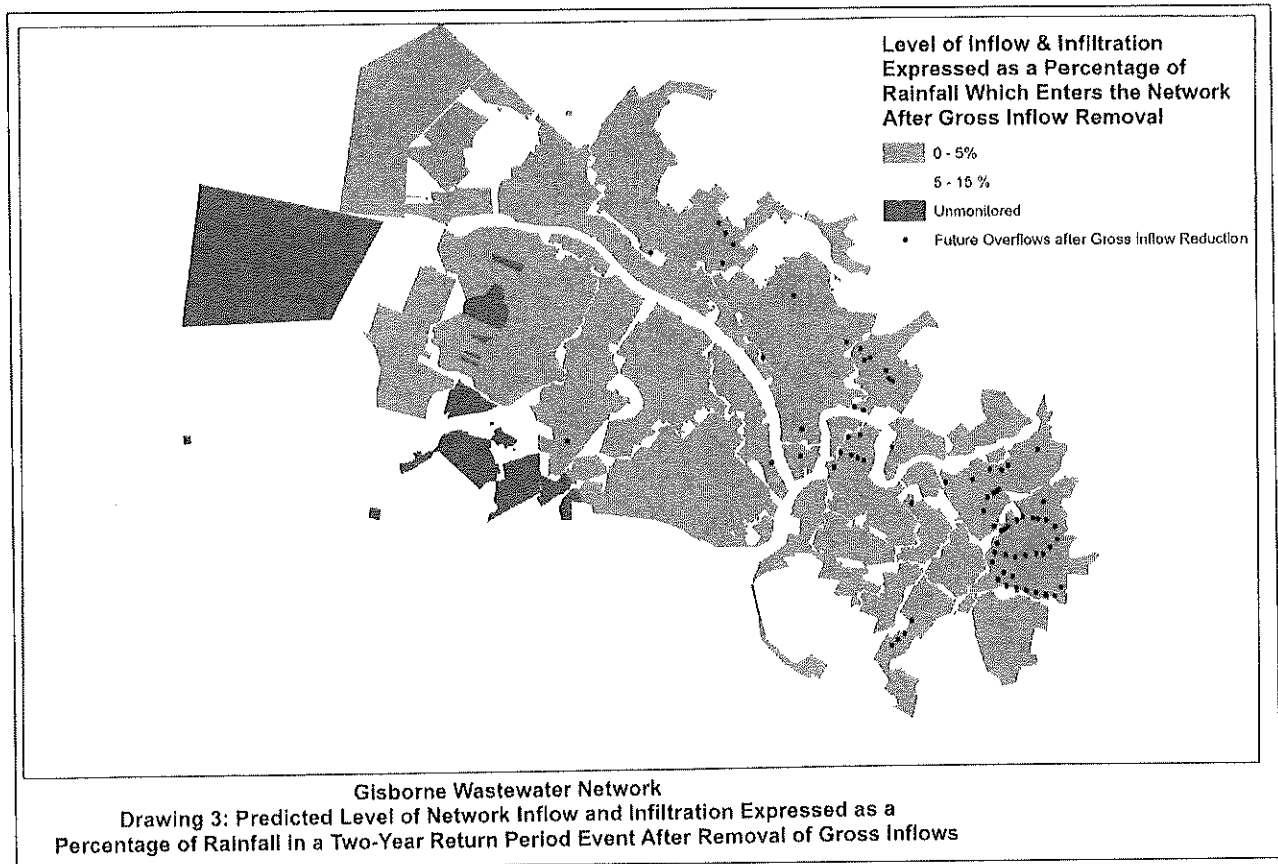 Level of Inflow & Infiltration
Expressed as a Percentage of
Rainfall Which Enters the Network
After Gross Inflow Removal
0 - 5%
5 - 15 %
Unmonitored
Future Overflows after Gross Inflow Reduction
Gisborne Wastewater Network
Drawing 3: Predicted Level of Network Inflow and Infiltration Expressed as a
Percentage of Rainfall in a Two-Year Return Period Event After Removal of Gross Inflows